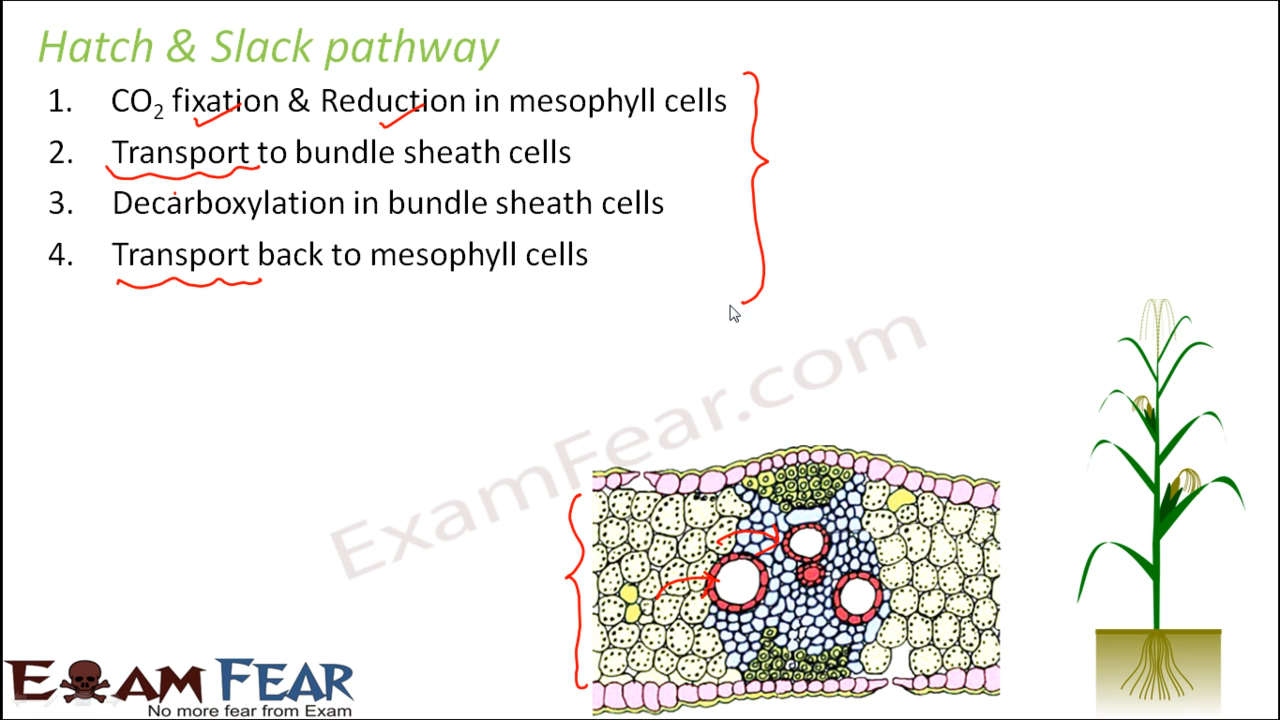 Hatch & Slack pathway
1. CO₂ fixation & Reduction in mesophyll cells
2. Transport to bundle sheath cells
3. Decarboxylation in bundle sheath cells
4. Transport back to mesophyll cells
ExamFear.com
EXAM FEAR
No more fear from Exam